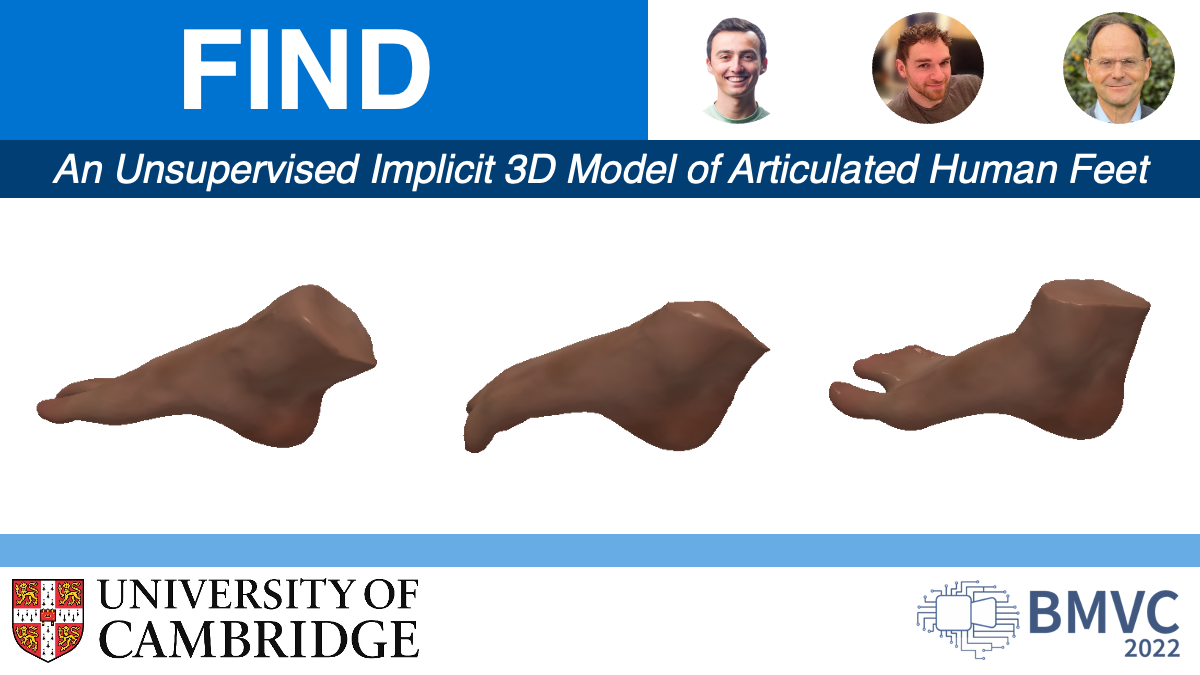 FIND
An Unsupervised Implicit 3D Model of Articulated Human Feet
UNIVERSITY OF
CAMBRIDGE
BMVC
2022